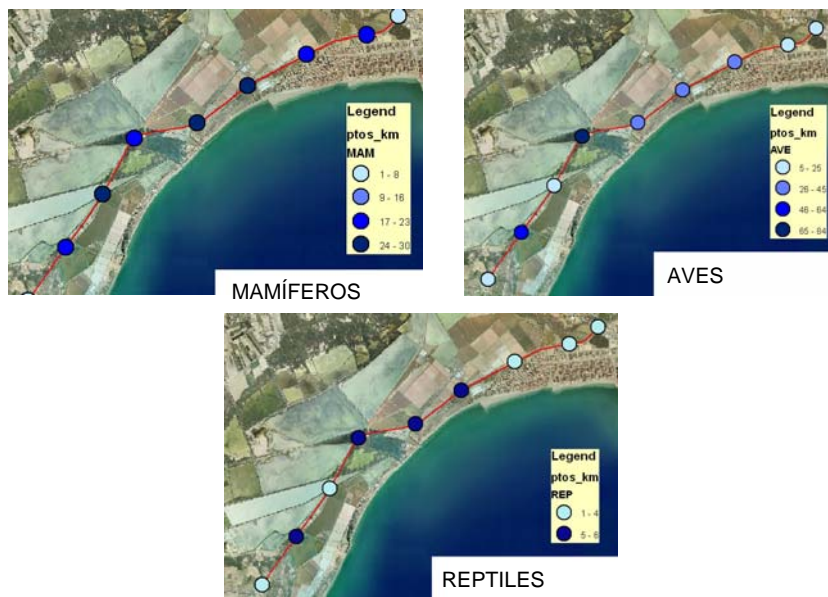 Legend
ptos_km
MAM
1 - 8
9 - 16
17 - 23
24 - 30
MAMÍFEROS
Legend
ptos_km
AVE
5 - 25
26 - 45
46 - 64
65 - 64
AVES
Legend
ptos_km
REP
1 - 4
5 - 6
REPTILES